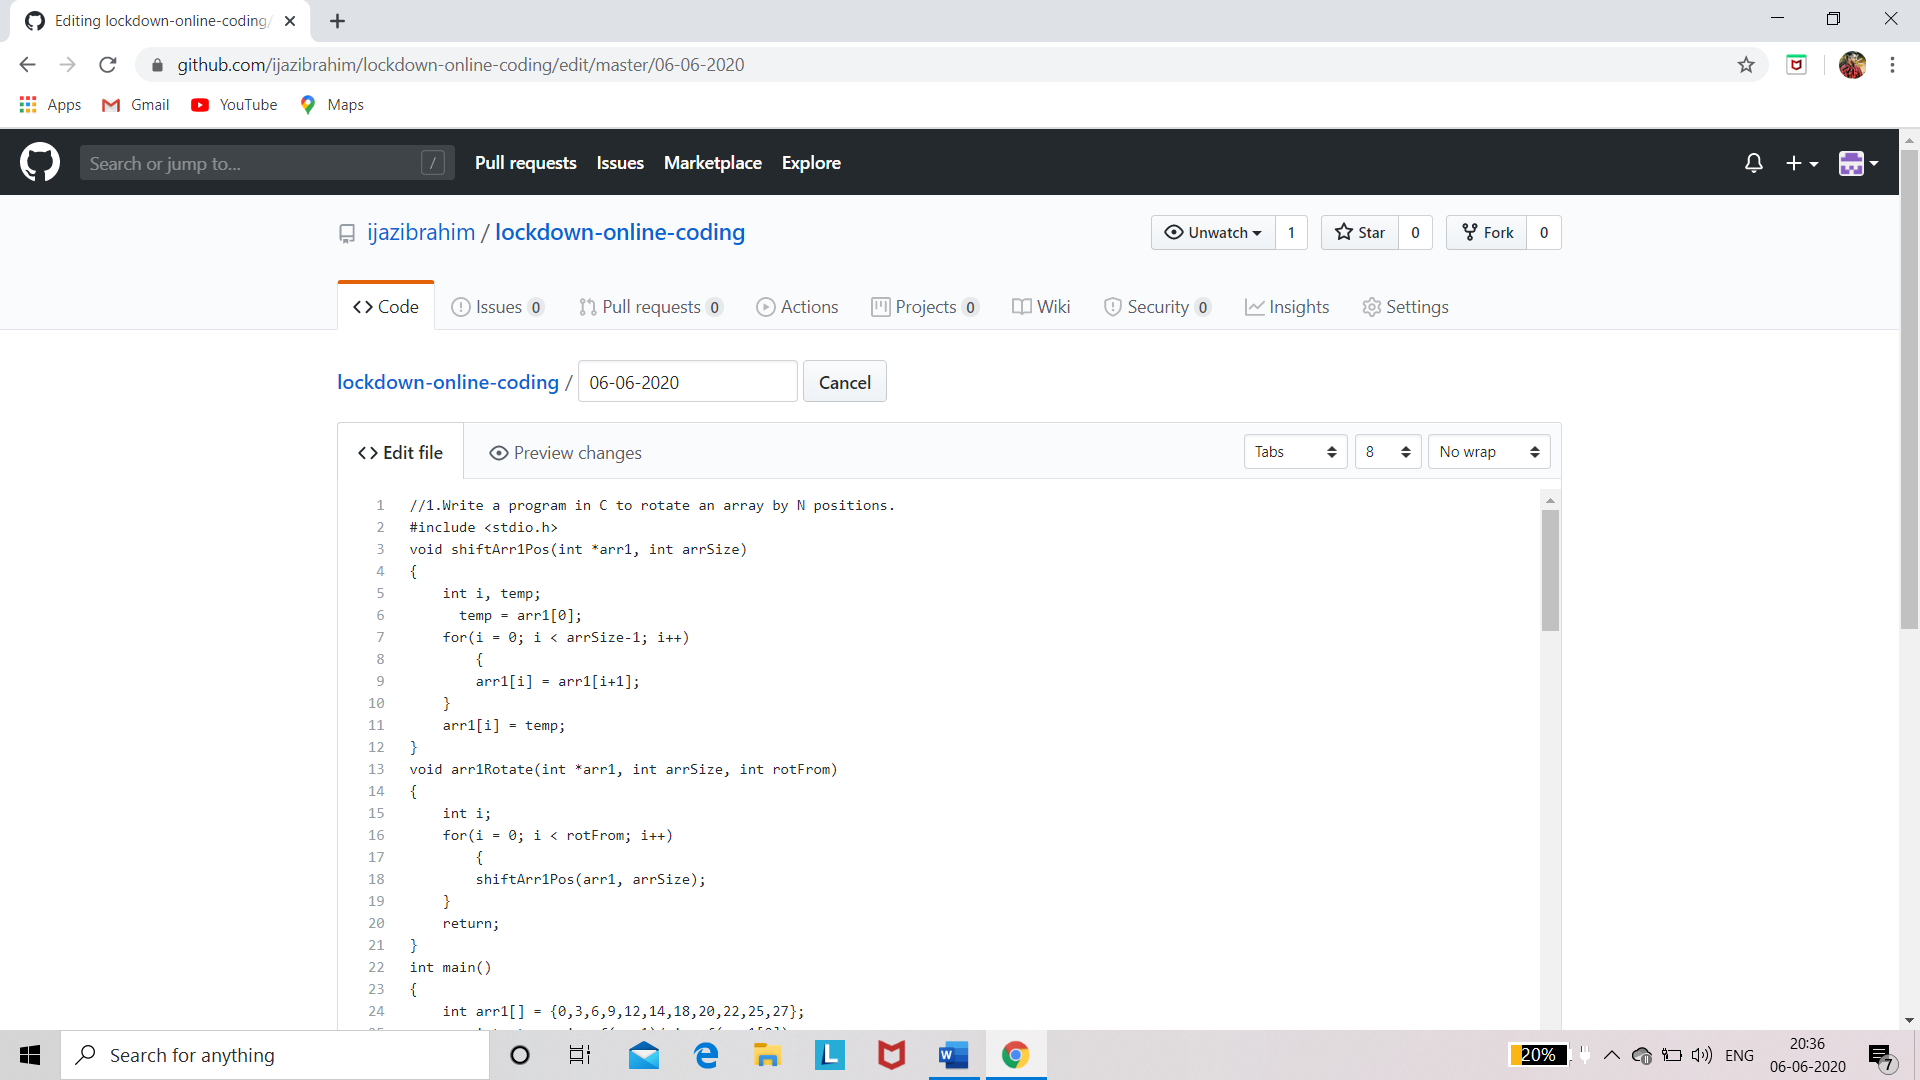 Editing lockdown-online-coding/
github.com/ijazibrahim/lockdown-online-coding/edit/master/06-06-2020
Apps Gmail YouTube Maps
Search or jump to... / Pull requests Issues Marketplace Explore
ijazibrahim / lockdown-online-coding Unwatch 1 Star 0 Fork 0
Code Issues 0 Pull requests 0 Actions Projects 0 Wiki Security 0 Insights Settings
lockdown-online-coding / 06-06-2020 Cancel
Edit file Preview changes Tabs 8 No wrap
1 //1.Write a program in C to rotate an array by N positions.
2 #include <stdio.h>
3 void shiftArr1Pos(int *arr1, int arrSize)
4 {
5 int i, temp;
6 temp = arr1[0];
7 for(i = 0; i < arrSize-1; i++)
8 {
9 arr1[i] = arr1[i+1];
10 }
11 arr1[i] = temp;
12 }
13 void arr1Rotate(int *arr1, int arrSize, int rotFrom)
14 {
15 int i;
16 for(i = 0; i < rotFrom; i++)
17 {
18 shiftArr1Pos(arr1, arrSize);
19 }
20 return;
21 }
22 int main()
23 {
24 int arr1[] = {0,3,6,9,12,14,18,20,22,25,27};
Search for anything
20% ENG 20:36
06-06-2020 7